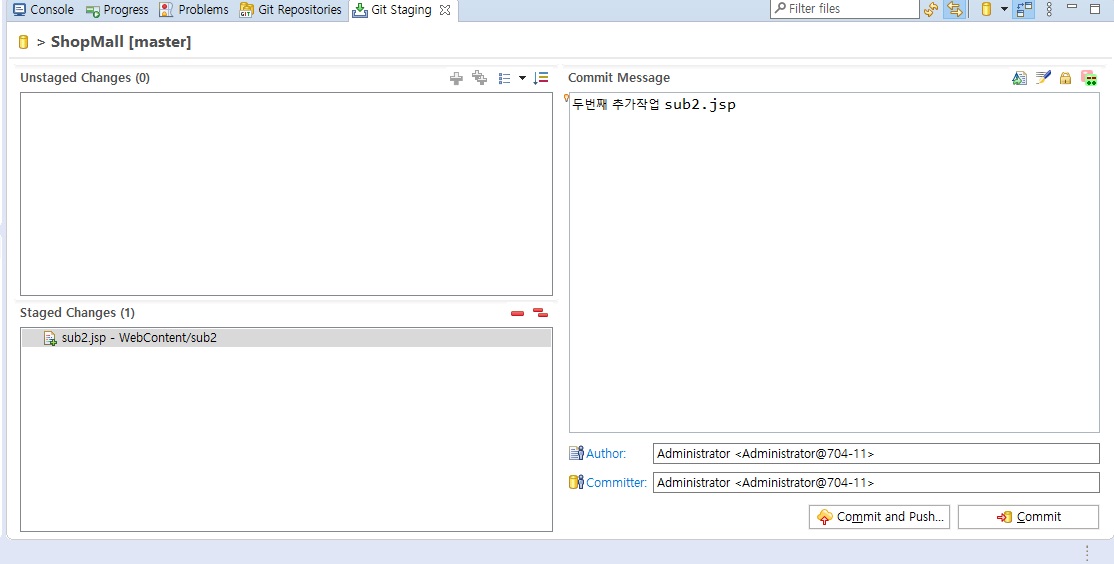 Console Progress Problems Git Repositories Git Staging Filter files
> ShopMall [master]
Unstaged Changes (0)
Commit Message
두번째 추가작업 sub2.jsp
Staged Changes (1)
sub2.jsp - WebContent/sub2
Author: Administrator <Administrator@704-11>
Committer: Administrator <Administrator@704-11>
Commit and Push... Commit